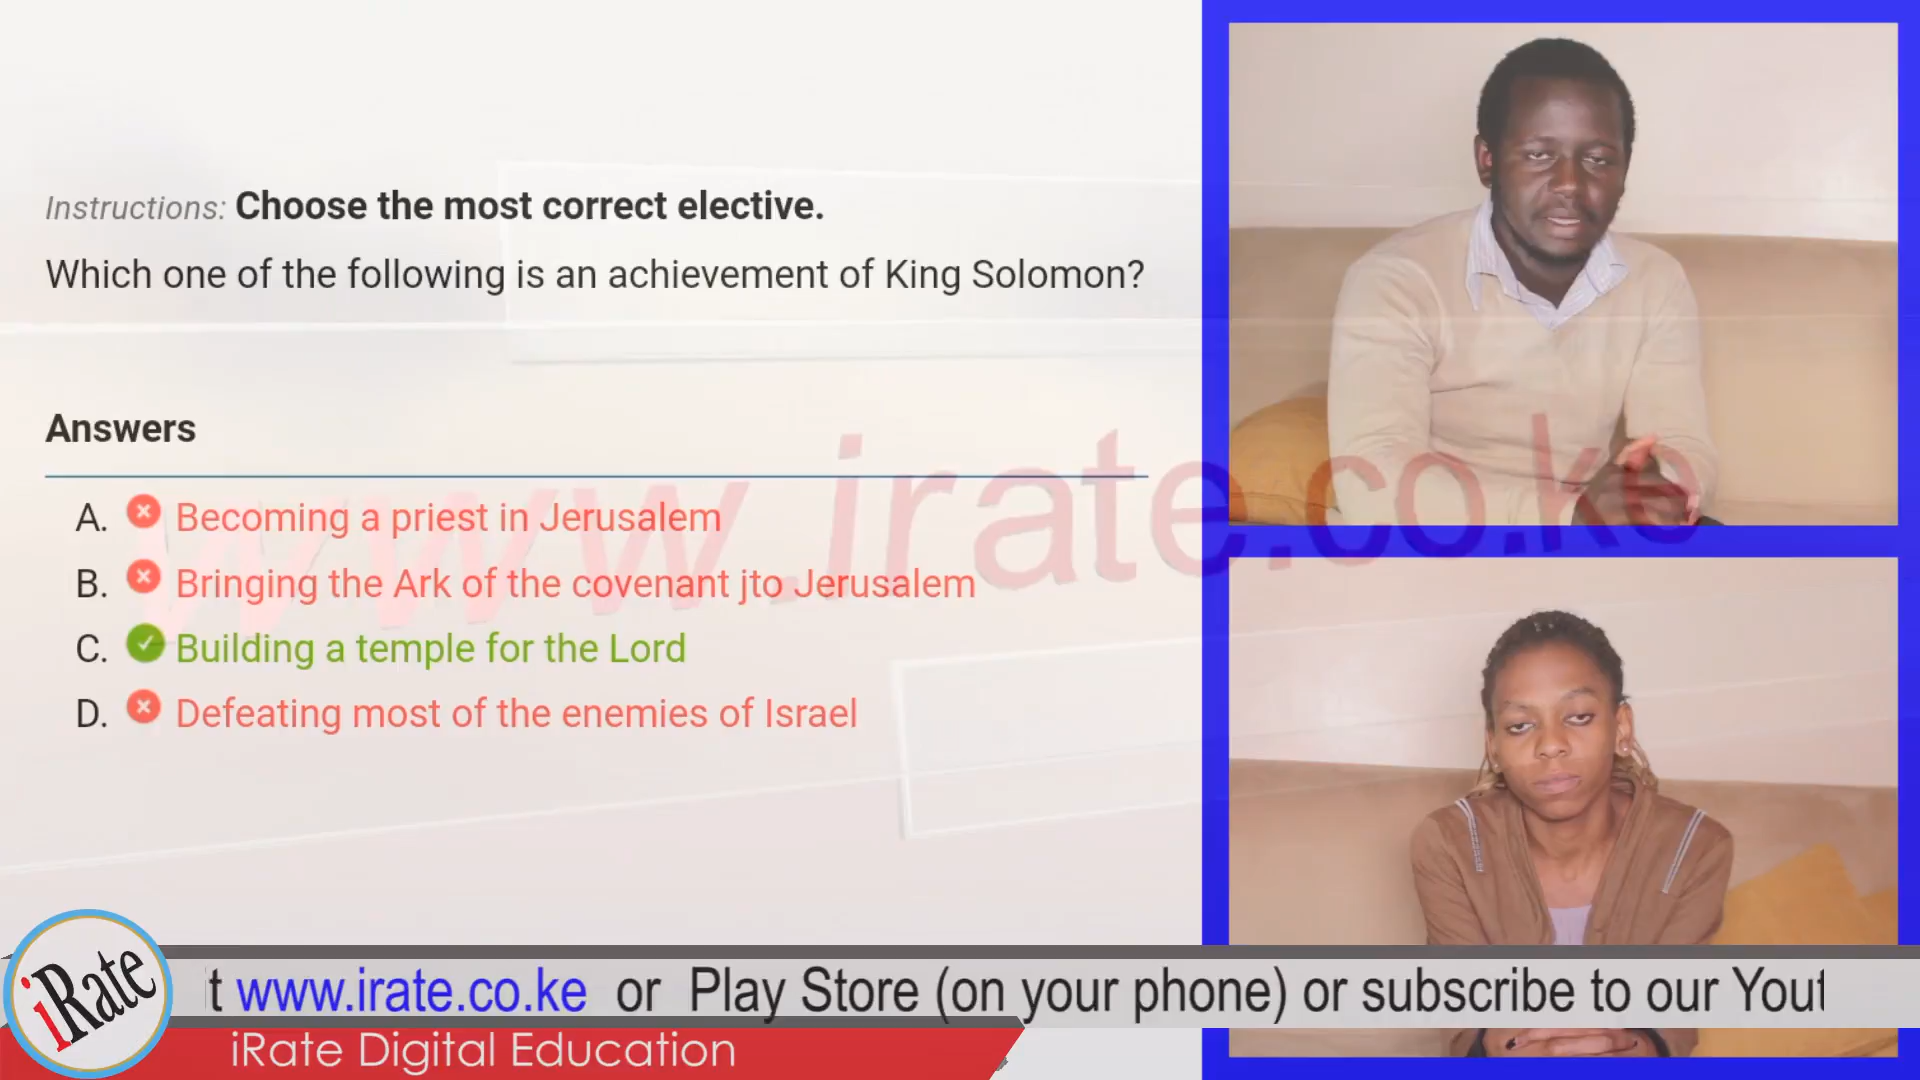 Instructions: Choose the most correct elective.
Which one of the following is an achievement of King Solomon?
Answers
A. Becoming a priest in Jerusalem
B. Bringing the Ark of the covenant jto Jerusalem
C. Building a temple for the Lord
D. Defeating most of the enemies of Israel
www.irate.co.ke
iRate
t www.irate.co.ke or Play Store (on your phone) or subscribe to our Yout
iRate Digital Education